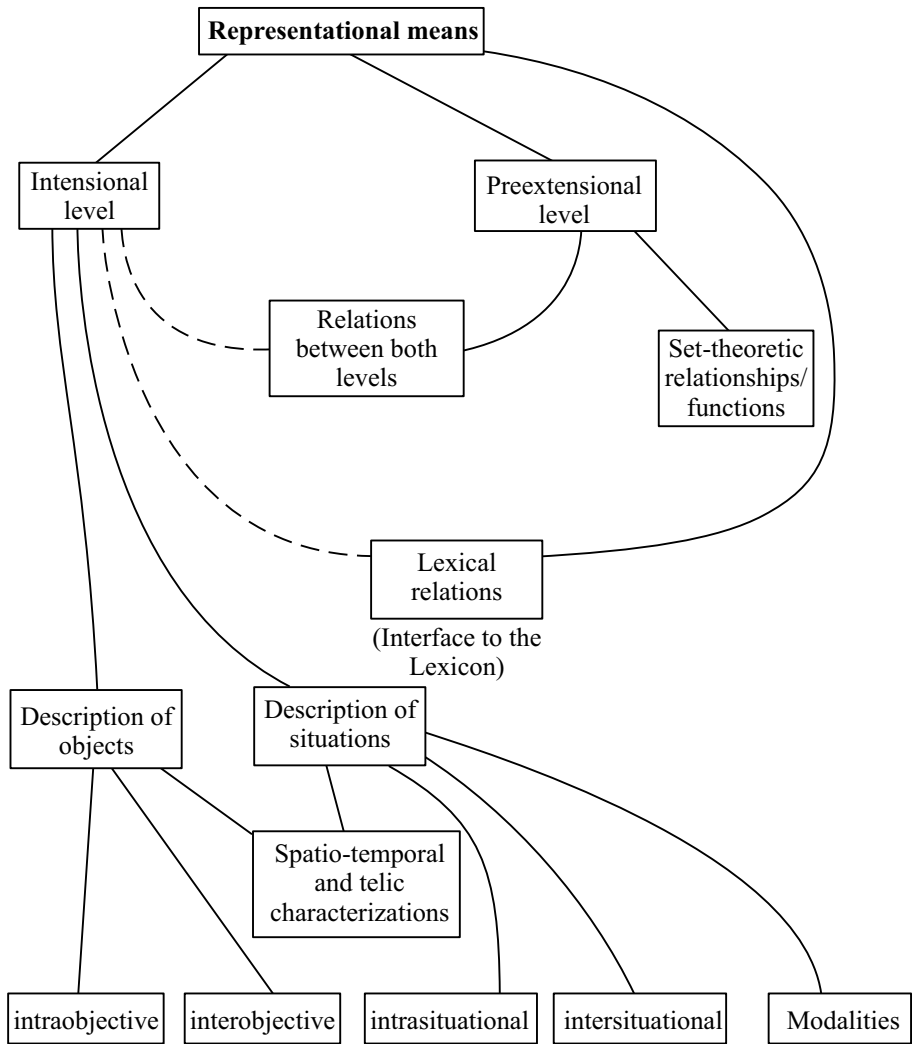 Representational means
Intensional
level
Preextensional
level
Relations
between both
levels
Set-theoretic
relationships/
functions
Lexical
relations
(Interface to the
Lexicon)
Description of
objects
Description of
situations
Spatio-temporal
and telic
characterizations
intraobjective
interobjective
intrasituational
intersituational
Modalities